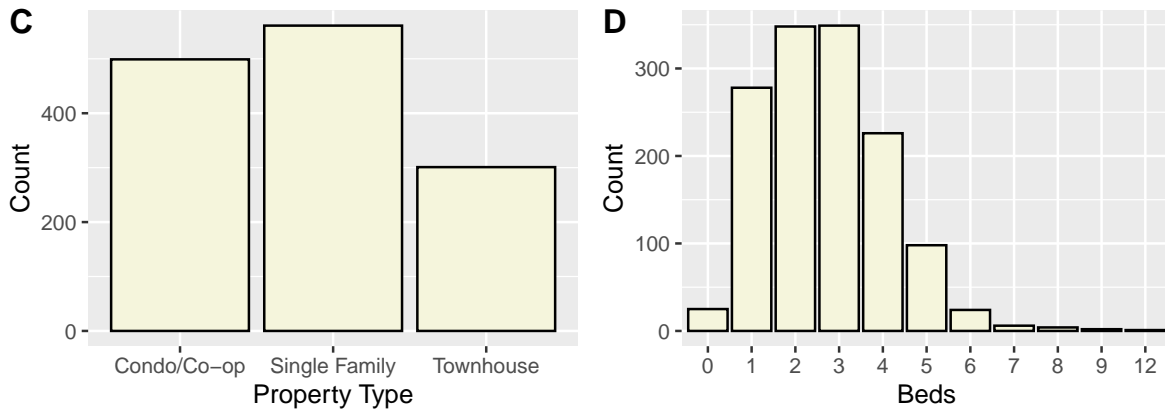 C
Count
400
200
0
Condo/Co−op Single Family Townhouse
Property Type
D
Count
300
200
100
0
0 1 2 3 4 5 6 7 8 9 12
Beds